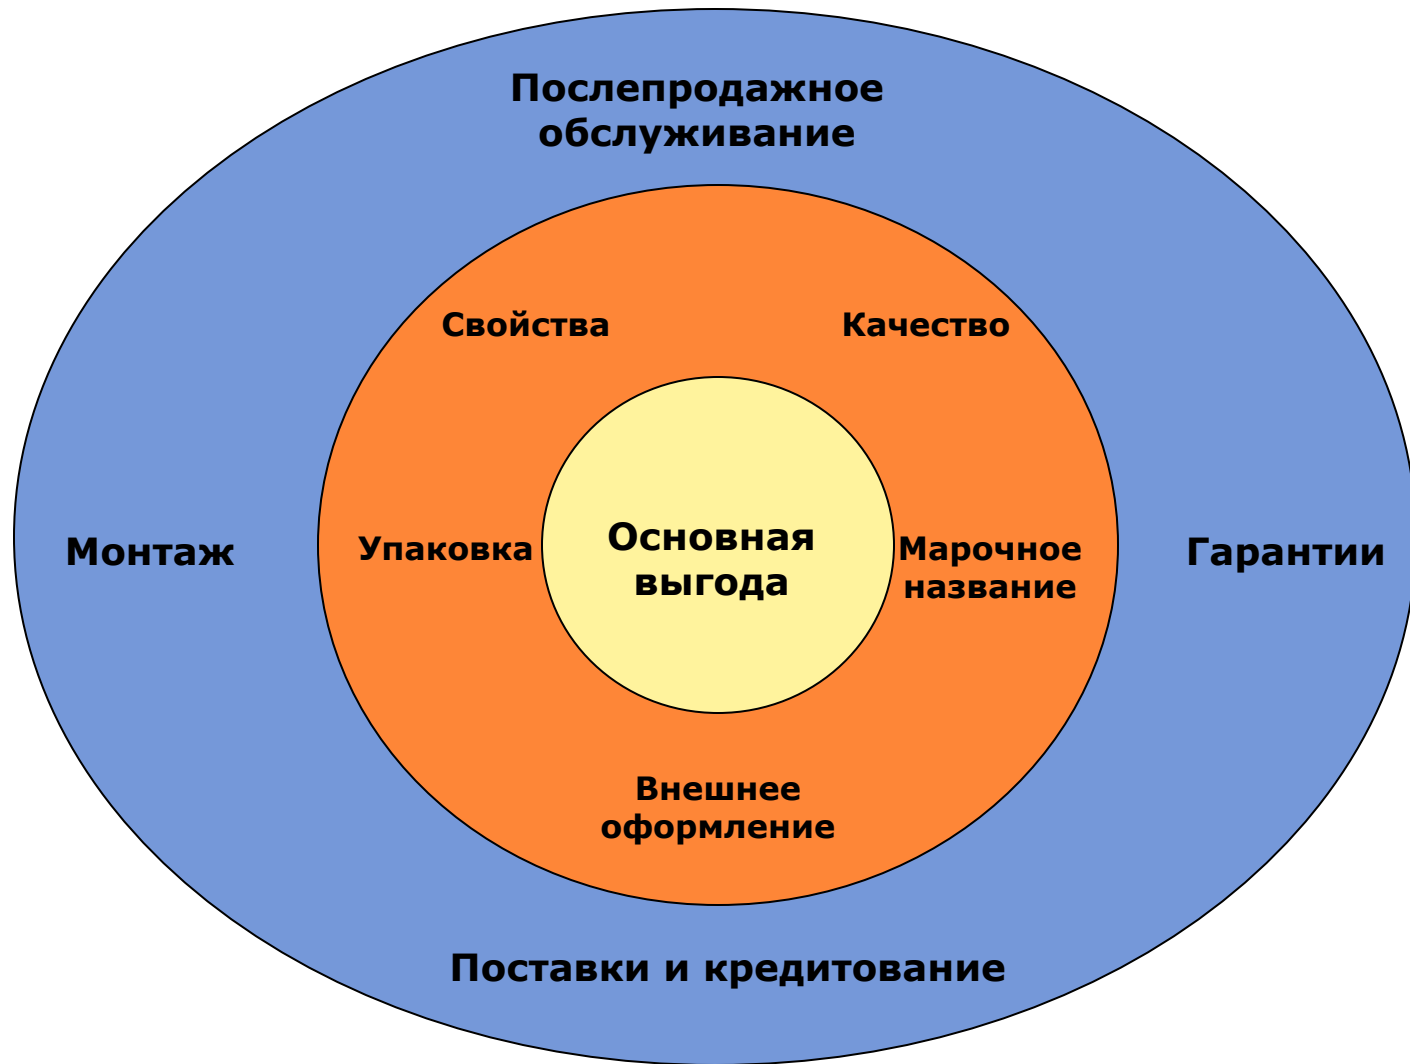 Послепродажное
обслуживание
Свойства
Качество
Монтаж
Упаковка
Основная
выгода
Марочное
название
Гарантии
Внешнее
оформление
Поставки и кредитование